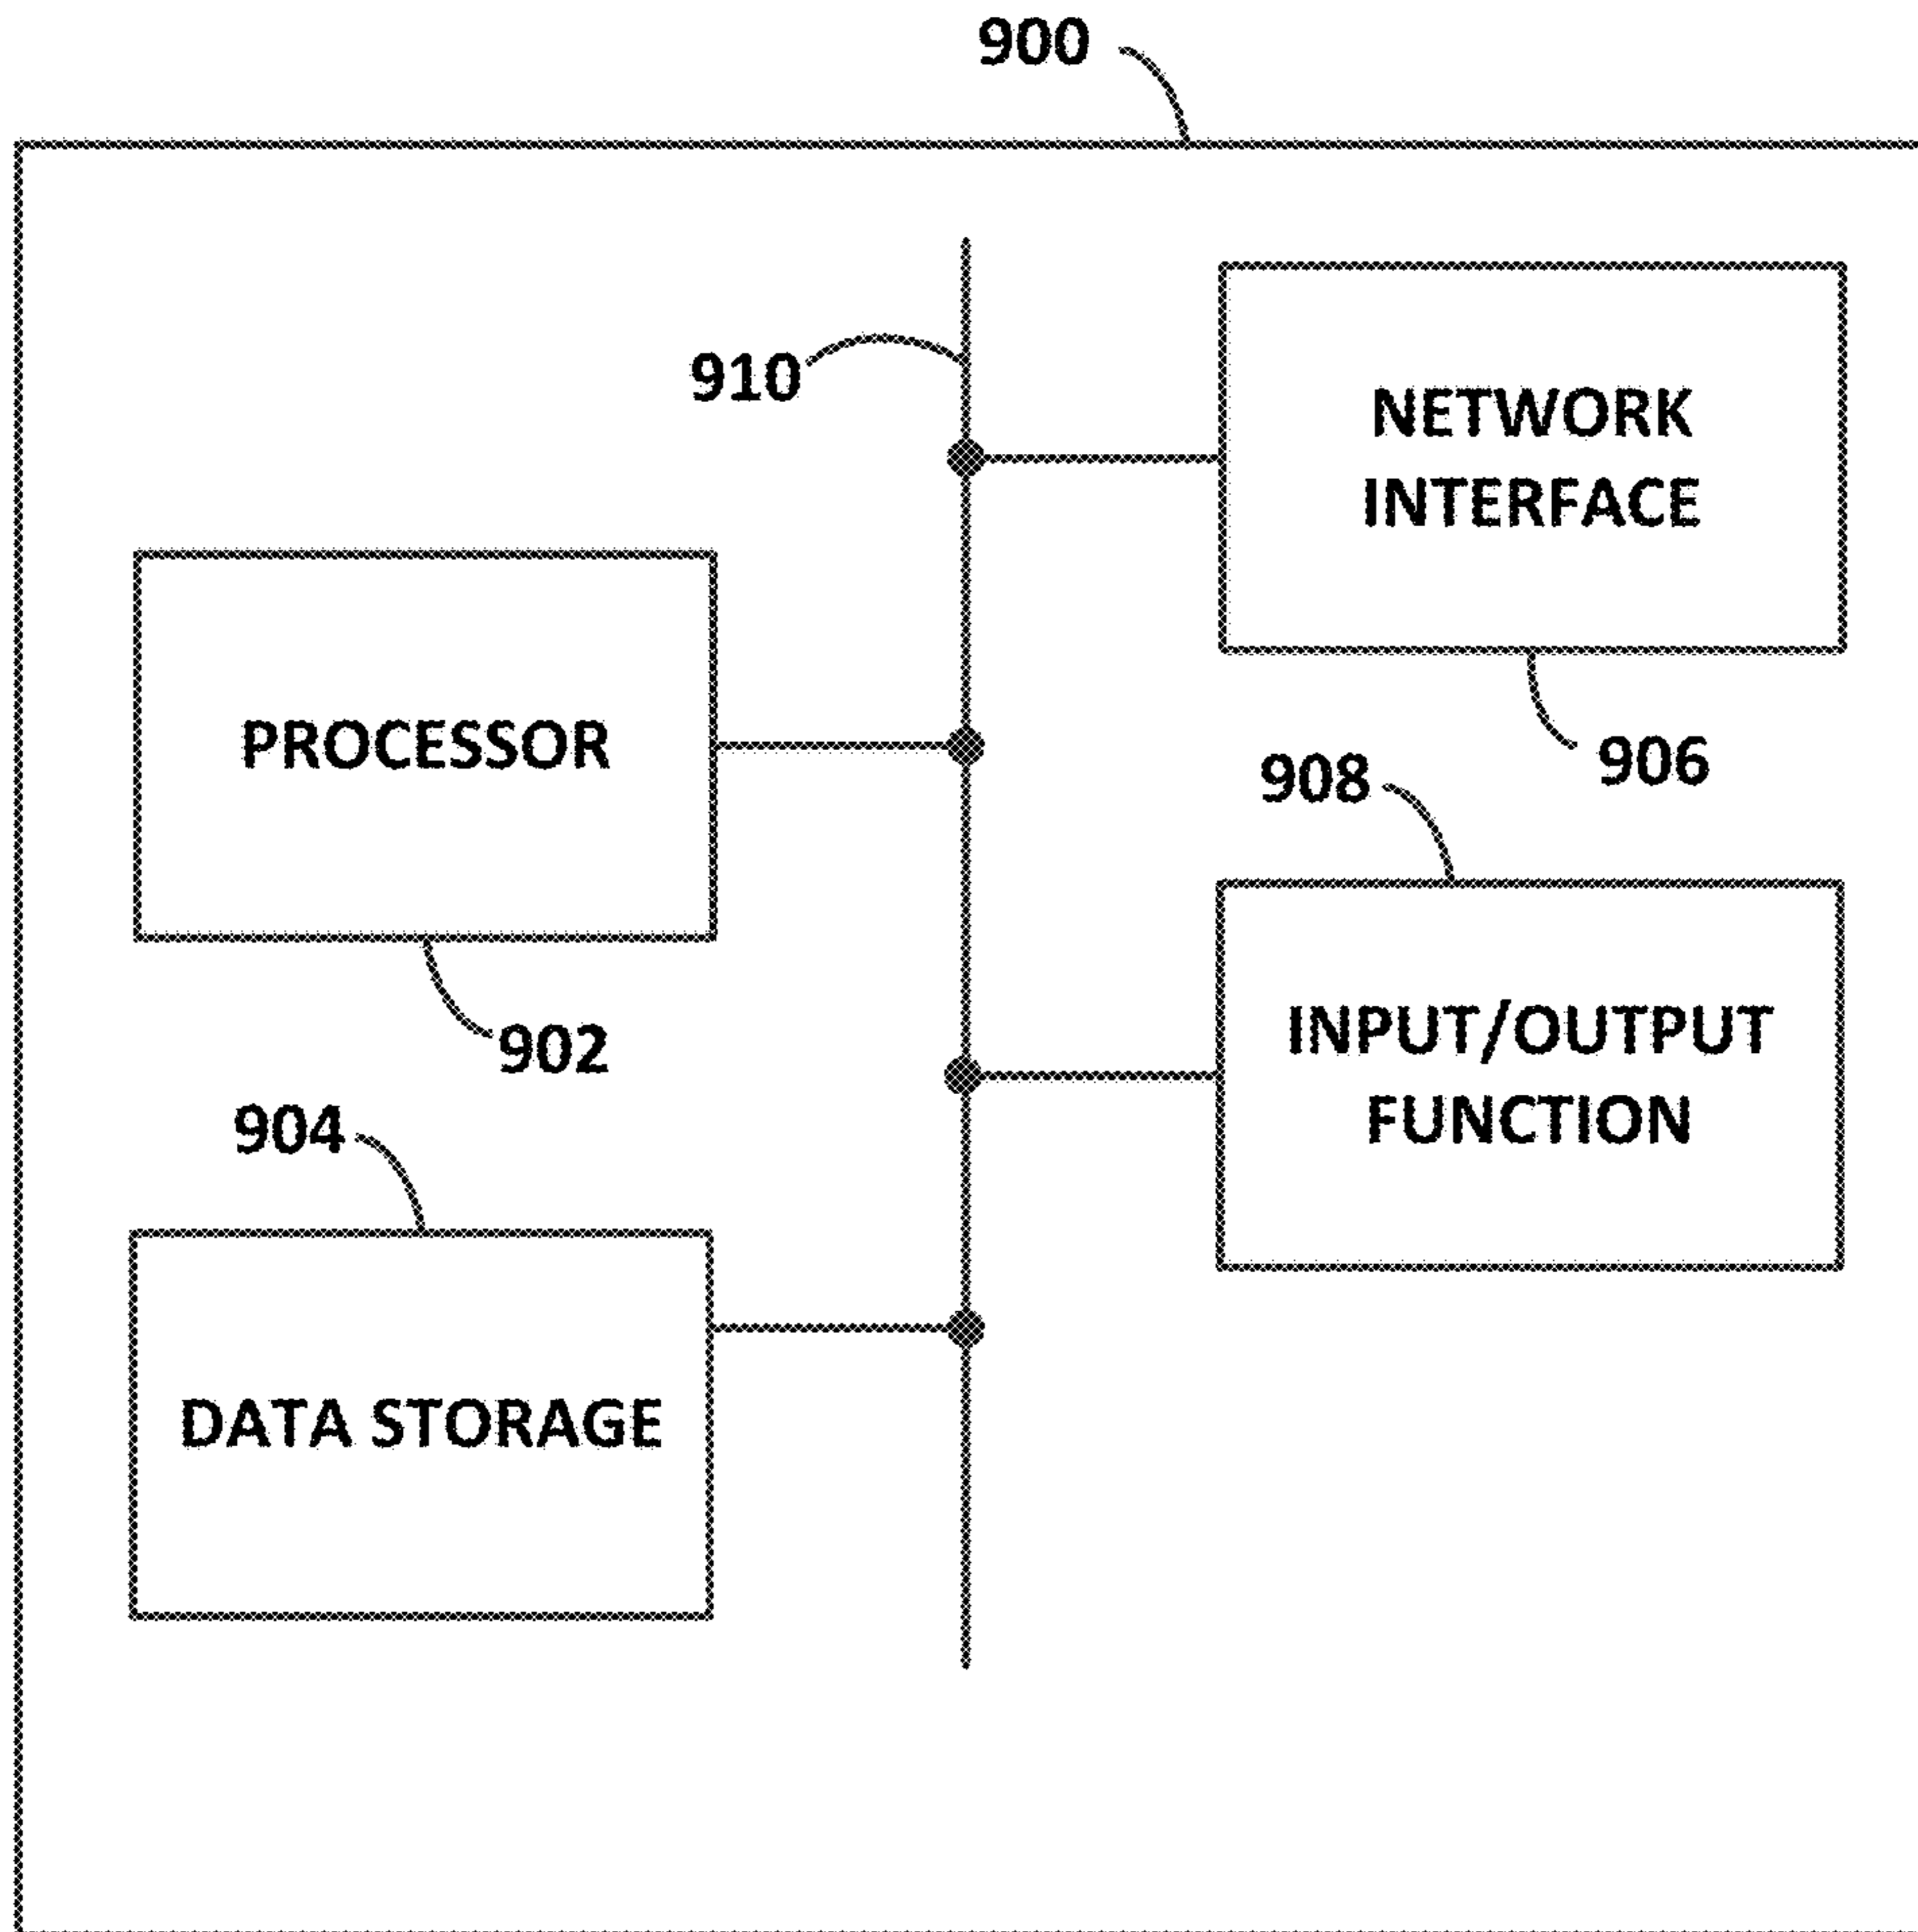 900
910
NETWORK
INTERFACE
906
PROCESSOR
902
908
INPUT/OUTPUT
FUNCTION
904
DATA STORAGE